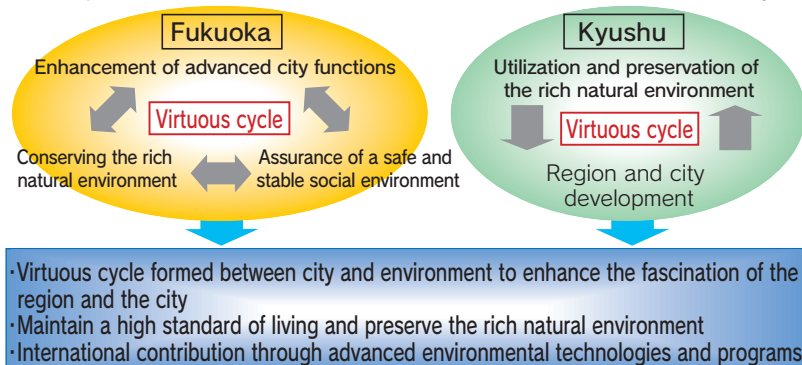 Fukuoka
Enhancement of advanced city functions
Virtuous cycle
Conserving the rich
natural environment
Assurance of a safe and
stable social environment
Kyushu
Utilization and preservation of
the rich natural environment
Virtuous cycle
Region and city
development
·Virtuous cycle formed between city and environment to enhance the fascination of the
region and the city
·Maintain a high standard of living and preserve the rich natural environment
·International contribution through advanced environmental technologies and programs